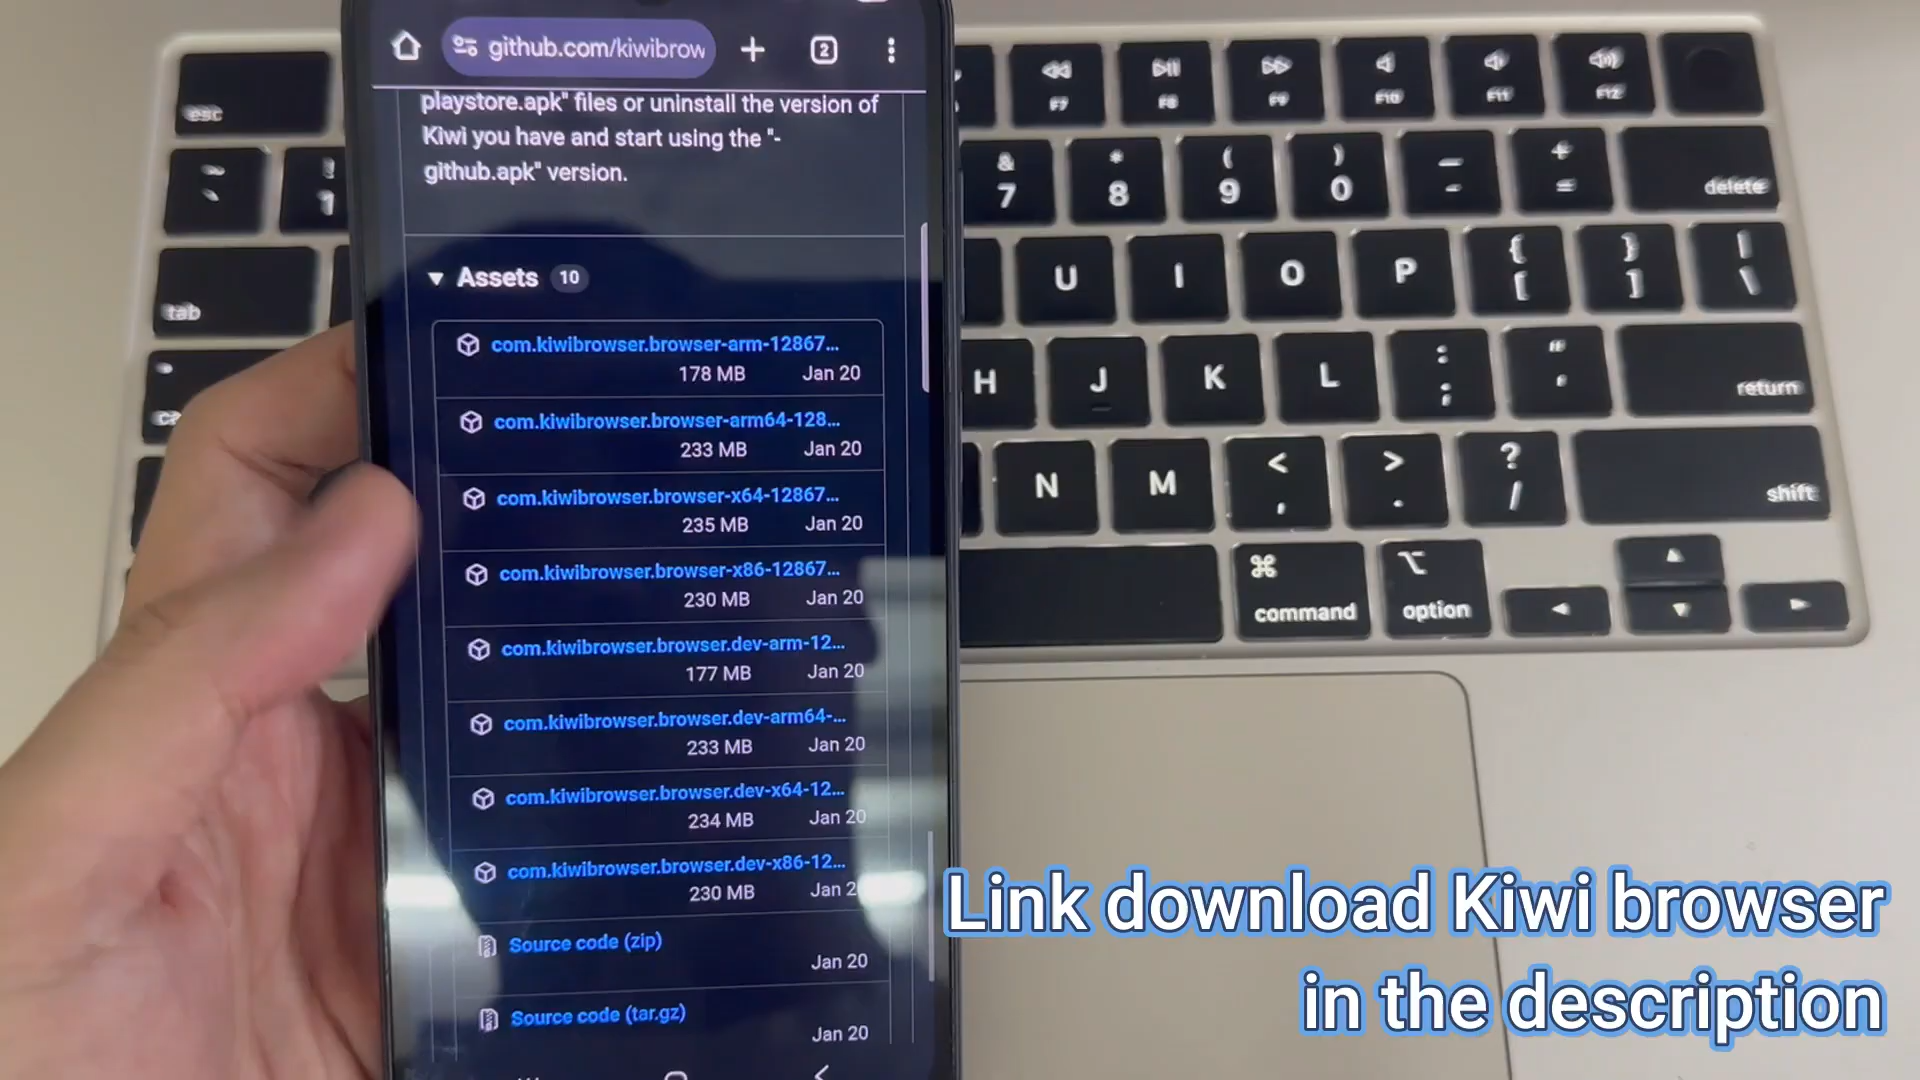 github.com/kiwibrow
2
playstore.apk" files or uninstall the version of
Kiwi you have and start using the "-
github.apk" version.
Assets 10
com.kiwibrowser.browser-arm-12867...
178 MB Jan 20
com.kiwibrowser.browser-arm64-128...
233 MB Jan 20
com.kiwibrowser.browser-x64-12867...
235 MB Jan 20
com.kiwibrowser.browser-x86-12867...
230 MB Jan 20
com.kiwibrowser.browser.dev-arm-12...
177 MB Jan 20
com.kiwibrowser.browser.dev-arm64-...
233 MB Jan 20
com.kiwibrowser.browser.dev-x64-12...
234 MB Jan 20
com.kiwibrowser.browser.dev-x86-12...
230 MB Jan 2
Source code (zip)
Jan 20
Source code (tar.gz)
Jan 20
esc
F7 F8 F9 F10 F11 F12
~ ! & * ( ) _ +
` 1 7 8 9 0 - = delete
tab U I O P { [ } ] | \
H J K L : ; " ' return
N M < , > . ? / shift
⌘ ⌥
command option
Link download Kiwi browser
in the description